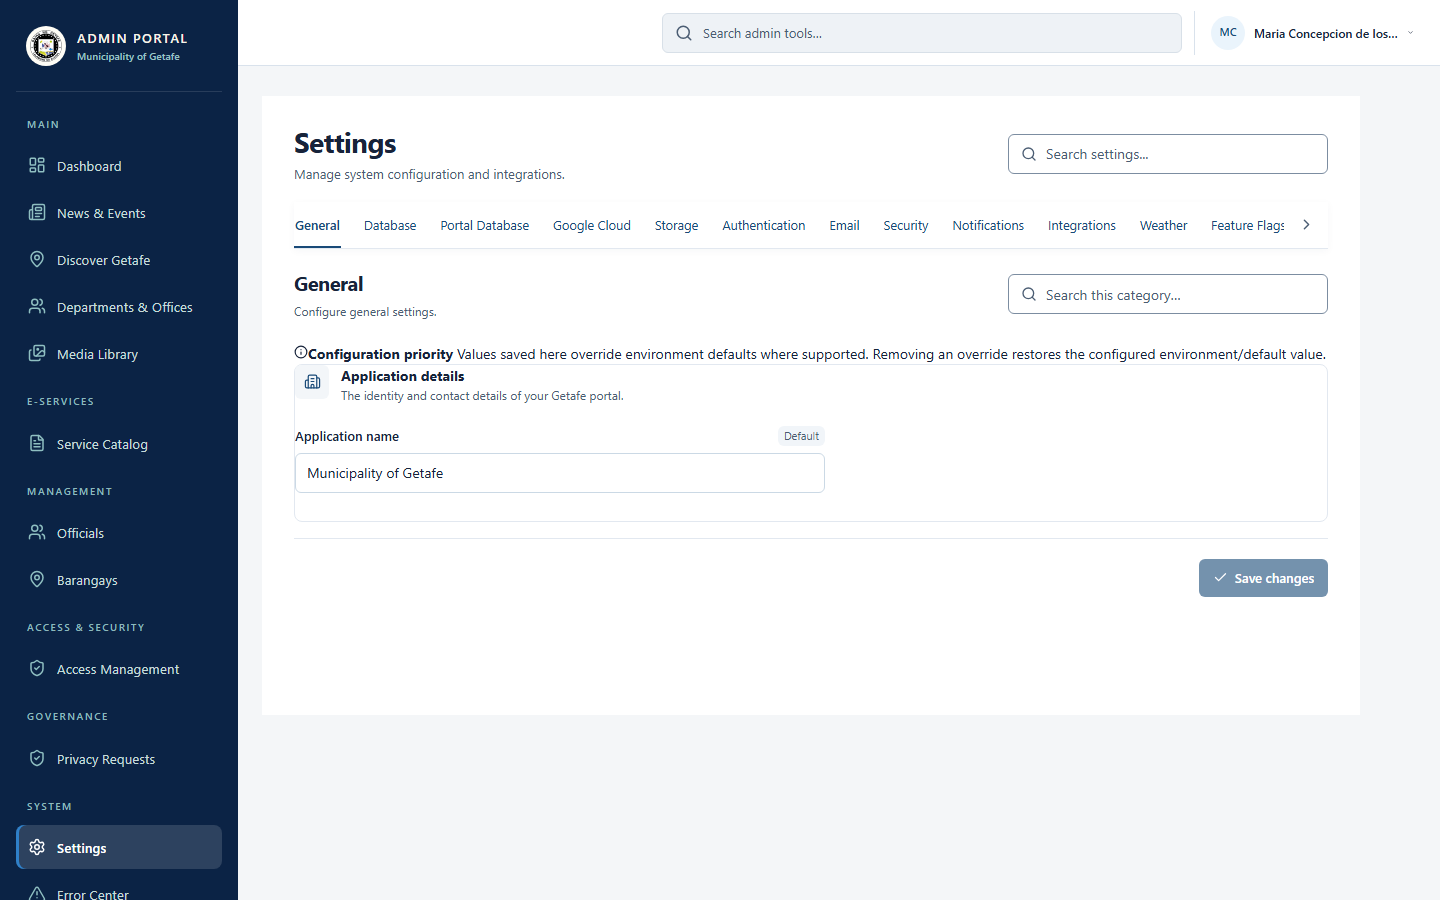 ADMIN PORTAL
Municipality of Getafe
Search admin tools...
MC
Maria Concepcion de los...
MAIN
Dashboard
News & Events
Discover Getafe
Departments & Offices
Media Library
E-SERVICES
Service Catalog
MANAGEMENT
Officials
Barangays
ACCESS & SECURITY
Access Management
GOVERNANCE
Privacy Requests
SYSTEM
Settings
Error Center
Settings
Manage system configuration and integrations.
Search settings...
General Database Portal Database Google Cloud Storage Authentication Email Security Notifications Integrations Weather Feature Flags
General
Configure general settings.
Search this category...
Configuration priority Values saved here override environment defaults where supported. Removing an override restores the configured environment/default value.
Application details
The identity and contact details of your Getafe portal.
Application name
Default
Municipality of Getafe
Save changes